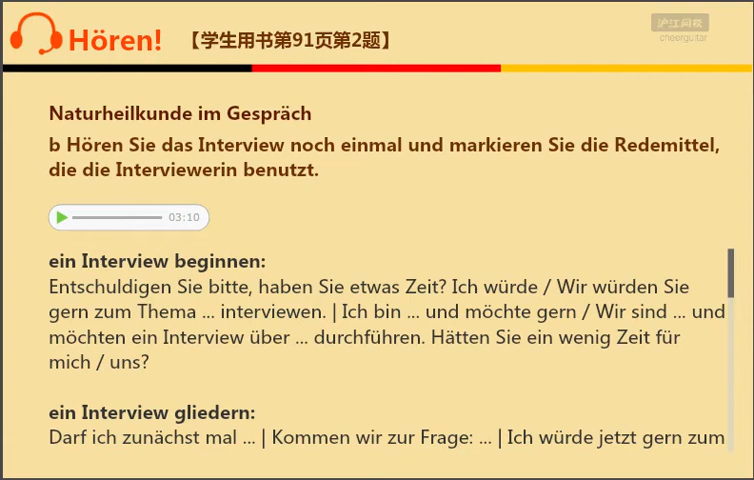 Hören! 【学生用书第91页第2题】
沪江网校
cheerguitar
Naturheilkunde im Gespräch
b Hören Sie das Interview noch einmal und markieren Sie die Redemittel,
die die Interviewerin benutzt.
03:10
ein Interview beginnen:
Entschuldigen Sie bitte, haben Sie etwas Zeit? Ich würde / Wir würden Sie
gern zum Thema ... interviewen. | Ich bin ... und möchte gern / Wir sind ... und
möchten ein Interview über ... durchführen. Hätten Sie ein wenig Zeit für
mich / uns?
ein Interview gliedern:
Darf ich zunächst mal ... | Kommen wir zur Frage: ... | Ich würde jetzt gern zum